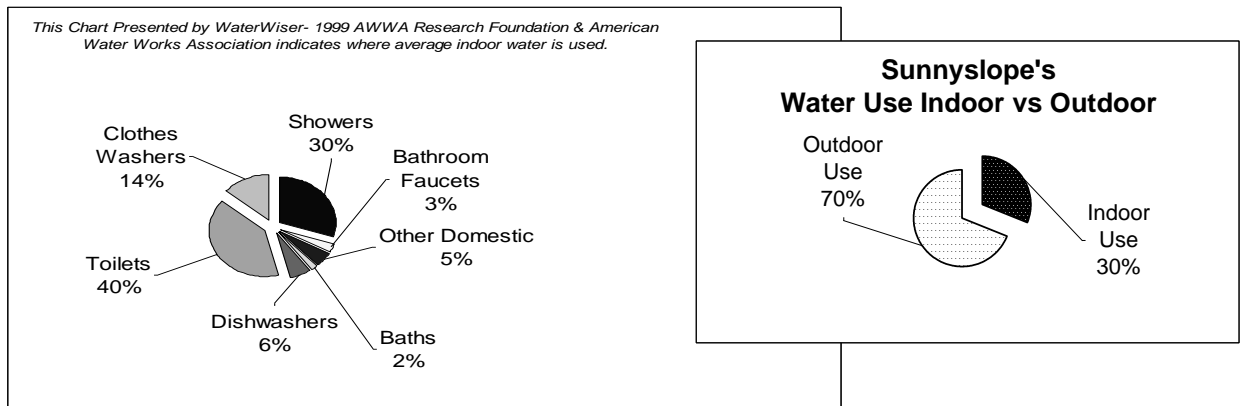 This Chart Presented by WaterWiser- 1999 AWWA Research Foundation & American
Water Works Association indicates where average indoor water is used.
Showers
30%
Clothes
Washers
14%
Bathroom
Faucets
3%
Other Domestic
5%
Toilets
40%
Dishwashers
6%
Baths
2%
Sunnyslope's
Water Use Indoor vs Outdoor
Outdoor
Use
70%
Indoor
Use
30%